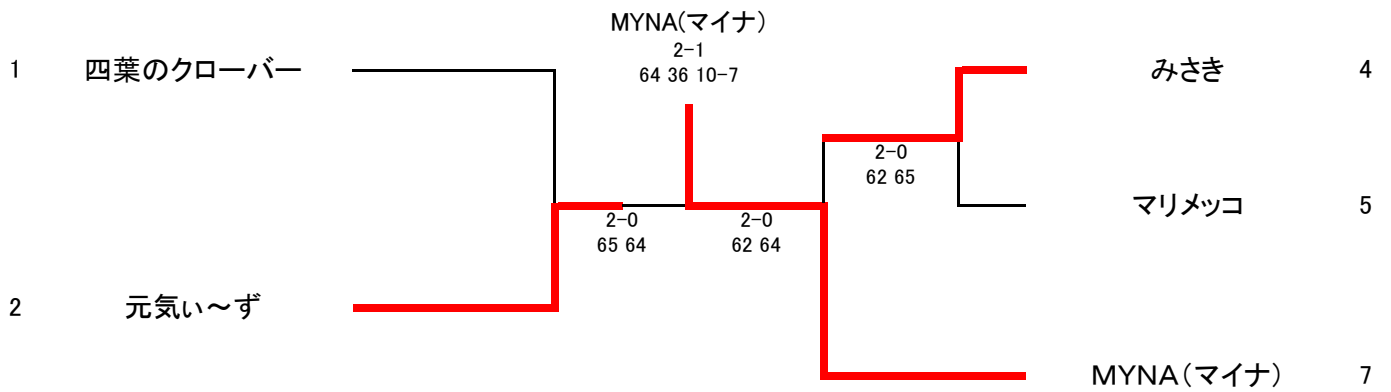 MYNA(マイナ)
2-1
64 36 10-7
1 四葉のクローバー
みさき 4
2-0
62 65
マリメッコ 5
2-0
65 64
2-0
62 64
2 元気ぃ～ず
ＭＹＮＡ(マイナ) 7